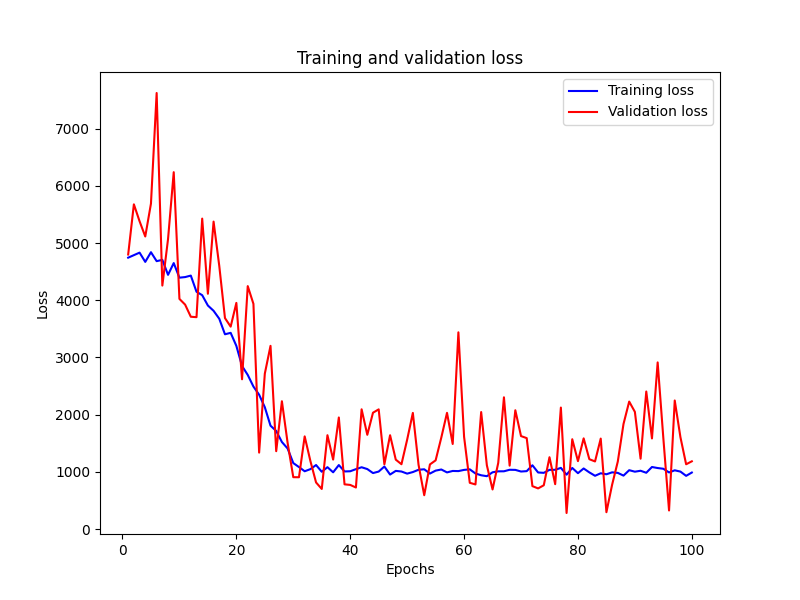 Training and validation loss
Training loss
Validation loss
7000
6000
5000
4000
3000
2000
1000
0
Loss
0 20 40 60 80 100
Epochs